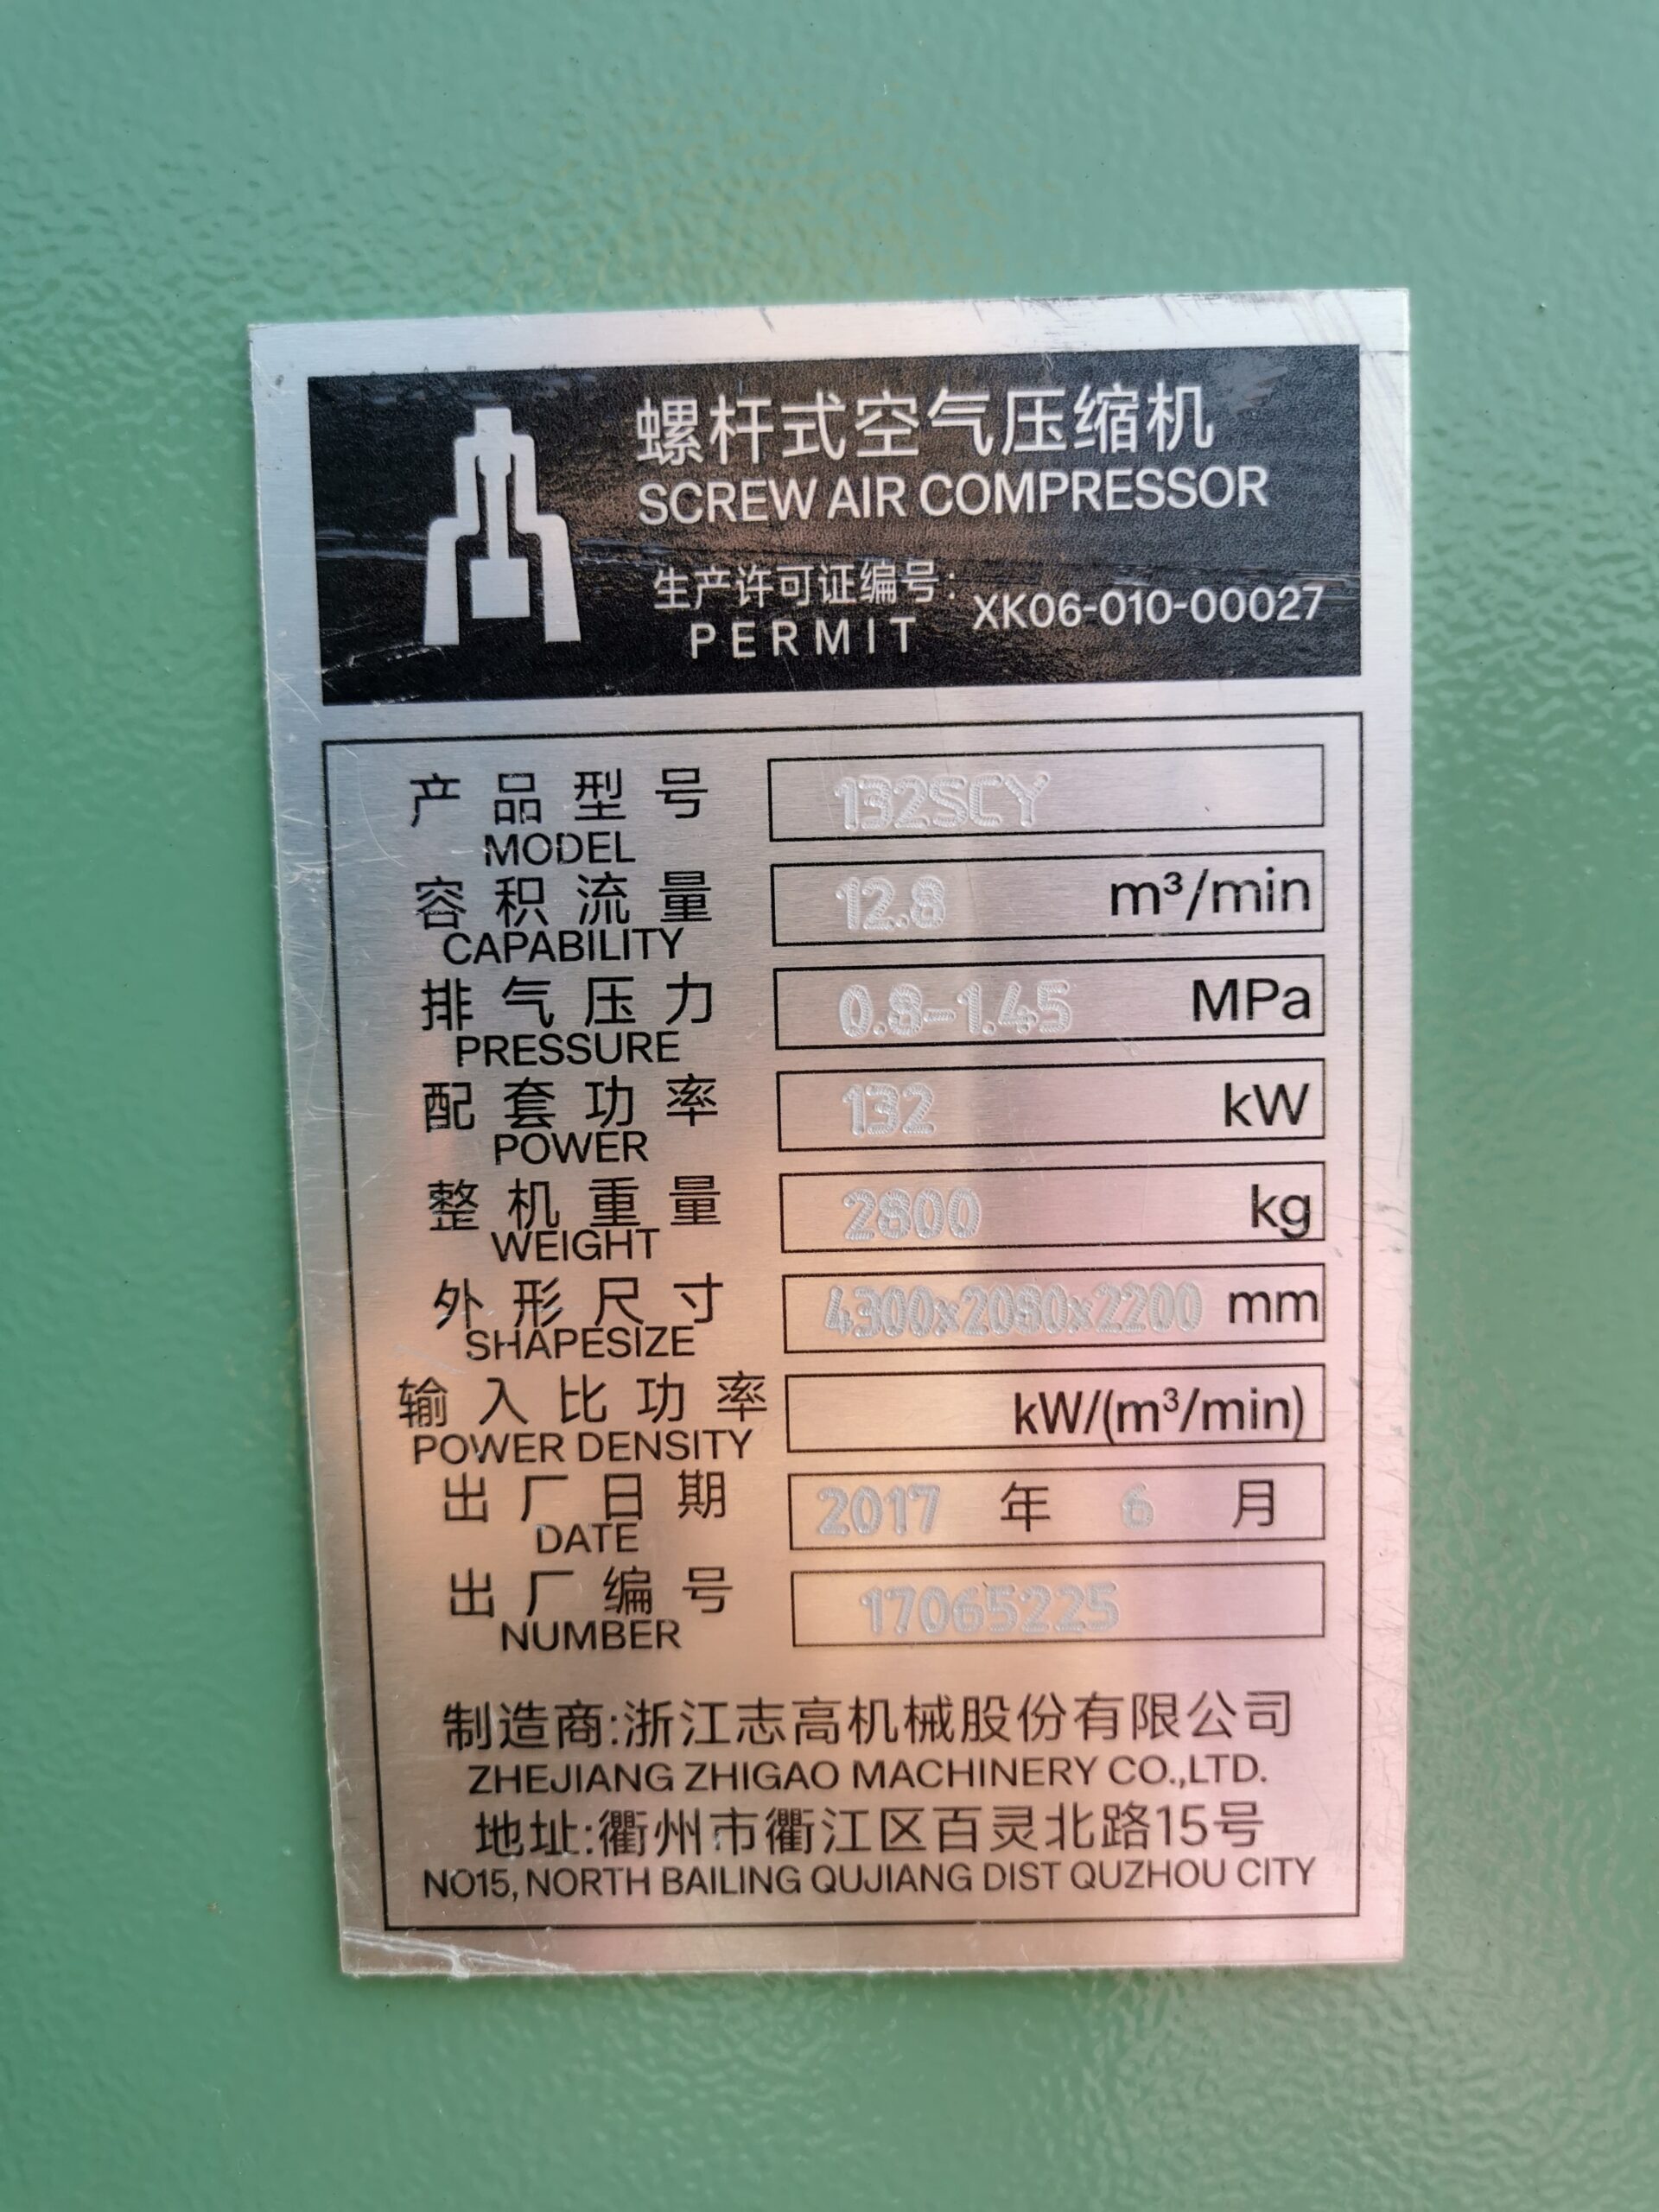 螺杆式空气压缩机
SCREW AIR COMPRESSOR
生产许可证编号: XK06-010-00027
PERMIT
产品型号 132SCY
MODEL
容积流量 12.8 m³/min
CAPABILITY
排气压力 0.8-1.45 MPa
PRESSURE
配套功率 132 kW
POWER
整机重量 2800 kg
WEIGHT
外形尺寸 4300x2080x2200 mm
SHAPESIZE
输入比功率 kW/(m³/min)
POWER DENSITY
出厂日期 2017 年 6 月
DATE
出厂编号 17065225
NUMBER
制造商:浙江志高机械股份有限公司
ZHEJIANG ZHIGAO MACHINERY CO.,LTD.
地址:衢州市衢江区百灵北路15号
NO15, NORTH BAILING QUJIANG DIST QUZHOU CITY